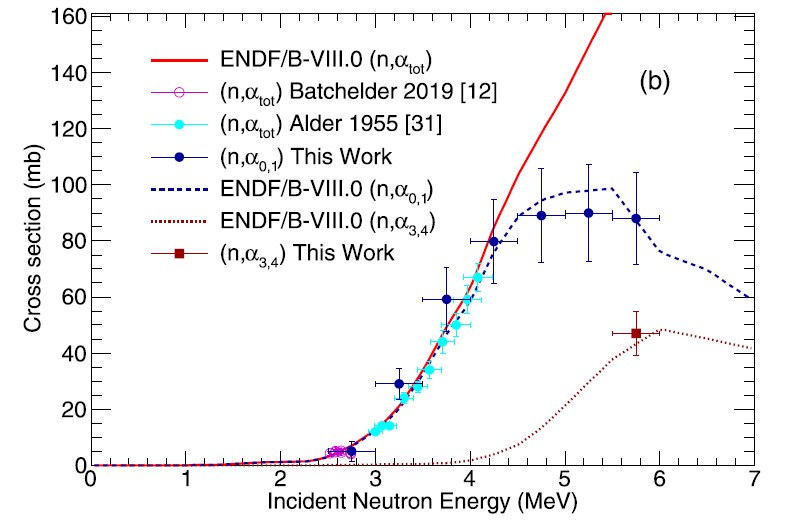 160
140
120
100
80
60
40
20
0
Cross section (mb)
ENDF/B-VIII.0 (n,α_tot)
(n,α_tot) Batchelder 2019 [12]
(n,α_tot) Alder 1955 [31]
(n,α_0,1) This Work
ENDF/B-VIII.0 (n,α_0,1)
ENDF/B-VIII.0 (n,α_3,4)
(n,α_3,4) This Work
(b)
0 1 2 3 4 5 6 7
Incident Neutron Energy (MeV)